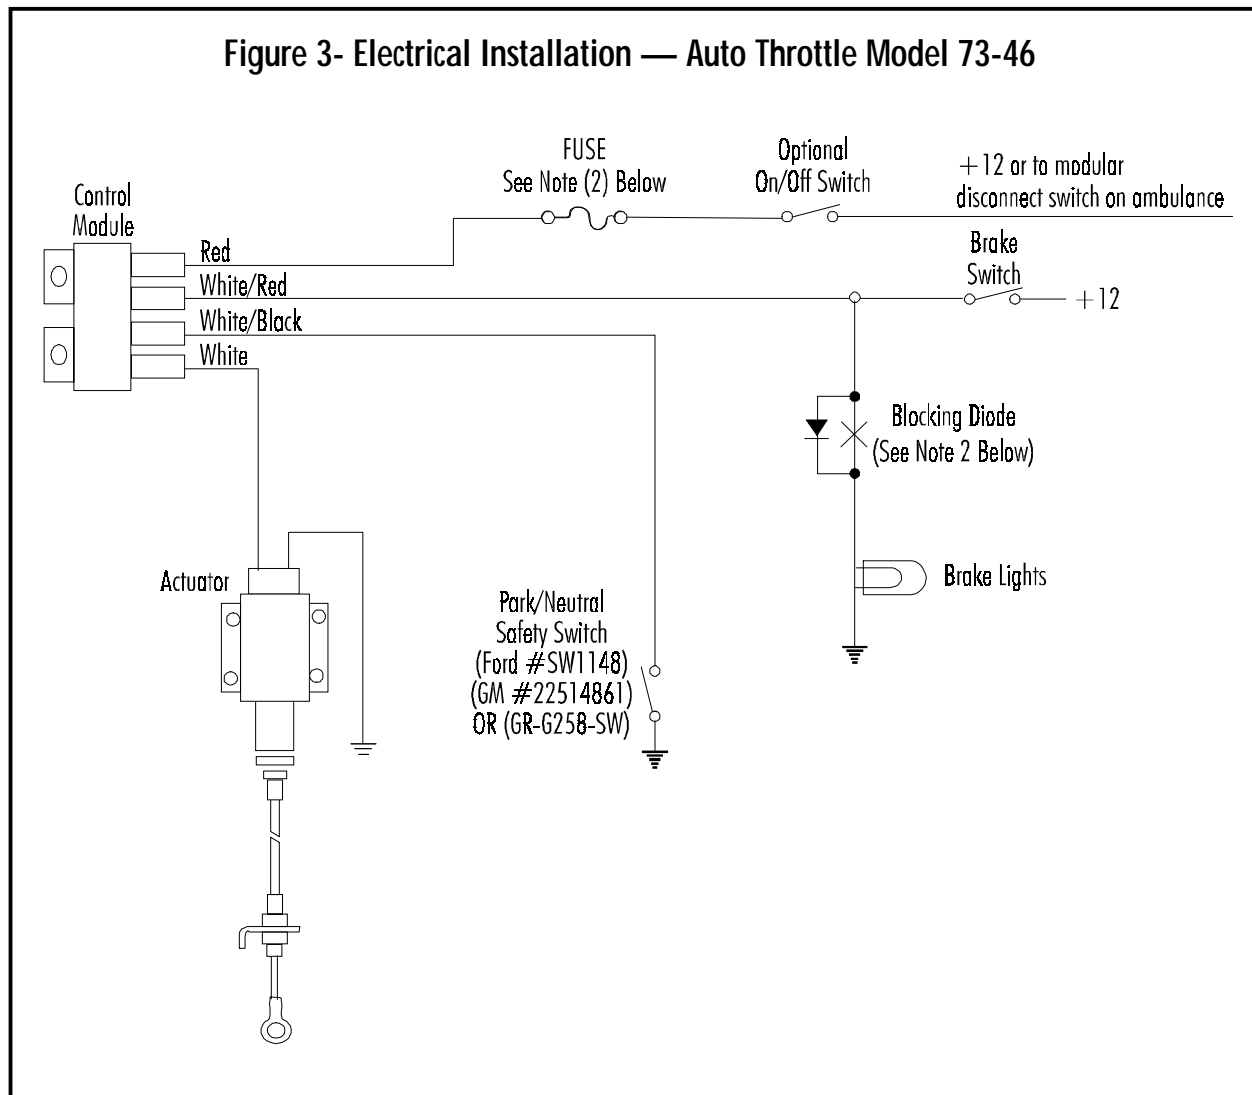 Figure 3- Electrical Installation — Auto Throttle Model 73-46
FUSE
See Note (2) Below
Optional
On/Off Switch
+12 or to modular
disconnect switch on ambulance
Control
Module
Red
White/Red
White/Black
White
Brake
Switch
+12
Blocking Diode
(See Note 2 Below)
Brake Lights
Actuator
Park/Neutral
Safety Switch
(Ford #SW1148)
(GM #22514861)
OR (GR-G258-SW)